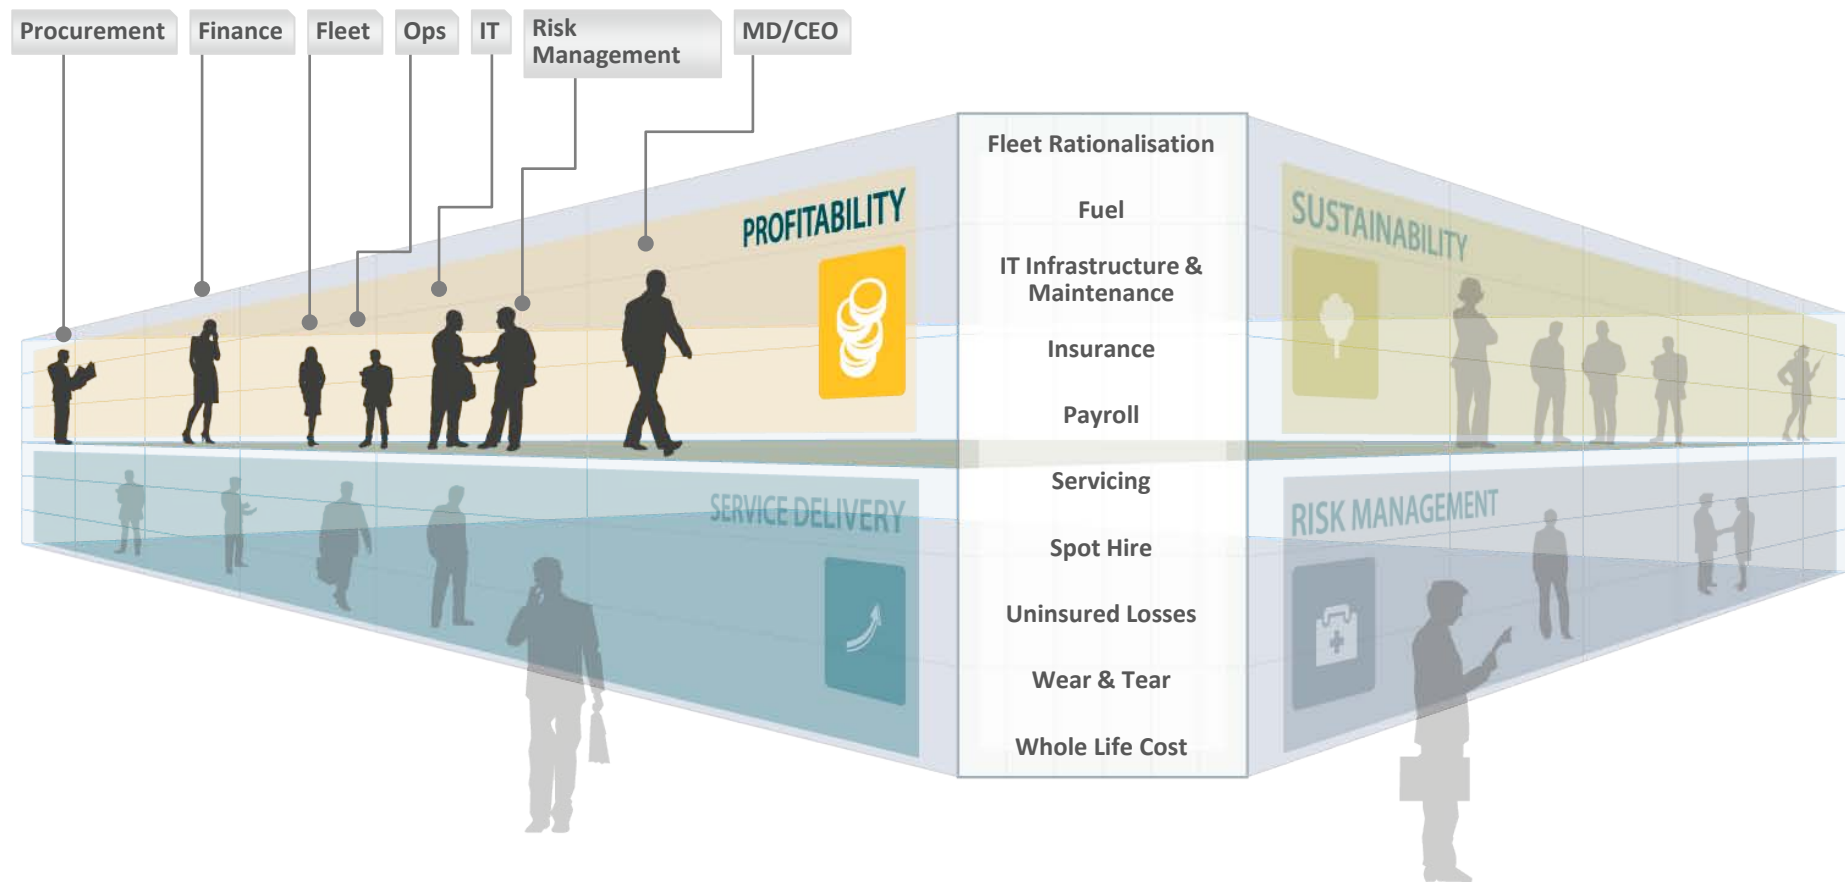 Procurement
Finance
Fleet
Ops
IT
Risk
Management
MD/CEO
PROFITABILITY
SERVICE DELIVERY
Fleet Rationalisation
Fuel
IT Infrastructure &
Maintenance
Insurance
Payroll
Servicing
Spot Hire
Uninsured Losses
Wear & Tear
Whole Life Cost
SUSTAINABILITY
RISK MANAGEMENT